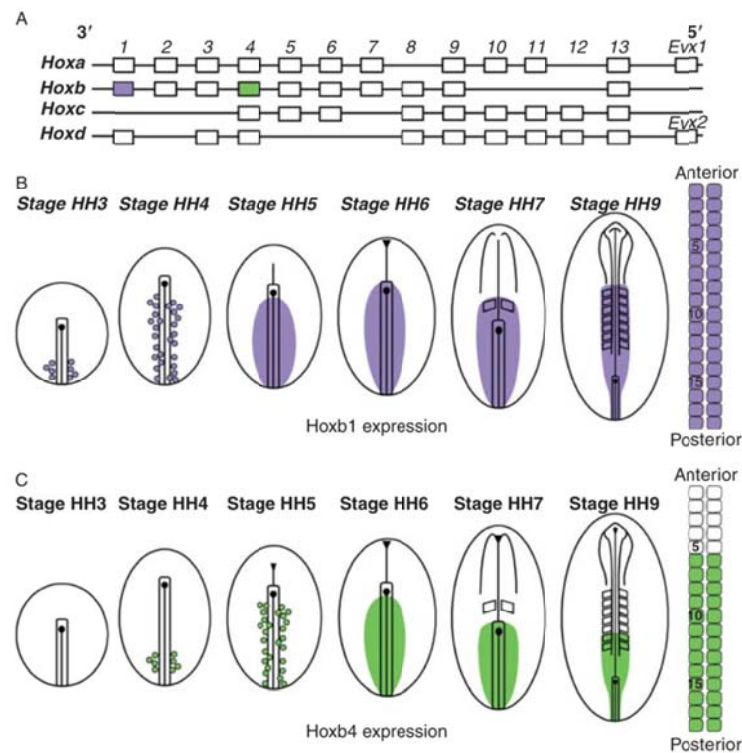 A
3′ 5′
1 2 3 4 5 6 7 8 9 10 11 12 13 Evx1
Hoxa
Hoxb
Hoxc
Hoxd Evx2
B
Anterior
Stage HH3 Stage HH4 Stage HH5 Stage HH6 Stage HH7 Stage HH9
5
10
15
Hoxb1 expression
Posterior
C
Anterior
Stage HH3 Stage HH4 Stage HH5 Stage HH6 Stage HH7 Stage HH9
5
10
15
Hoxb4 expression
Posterior